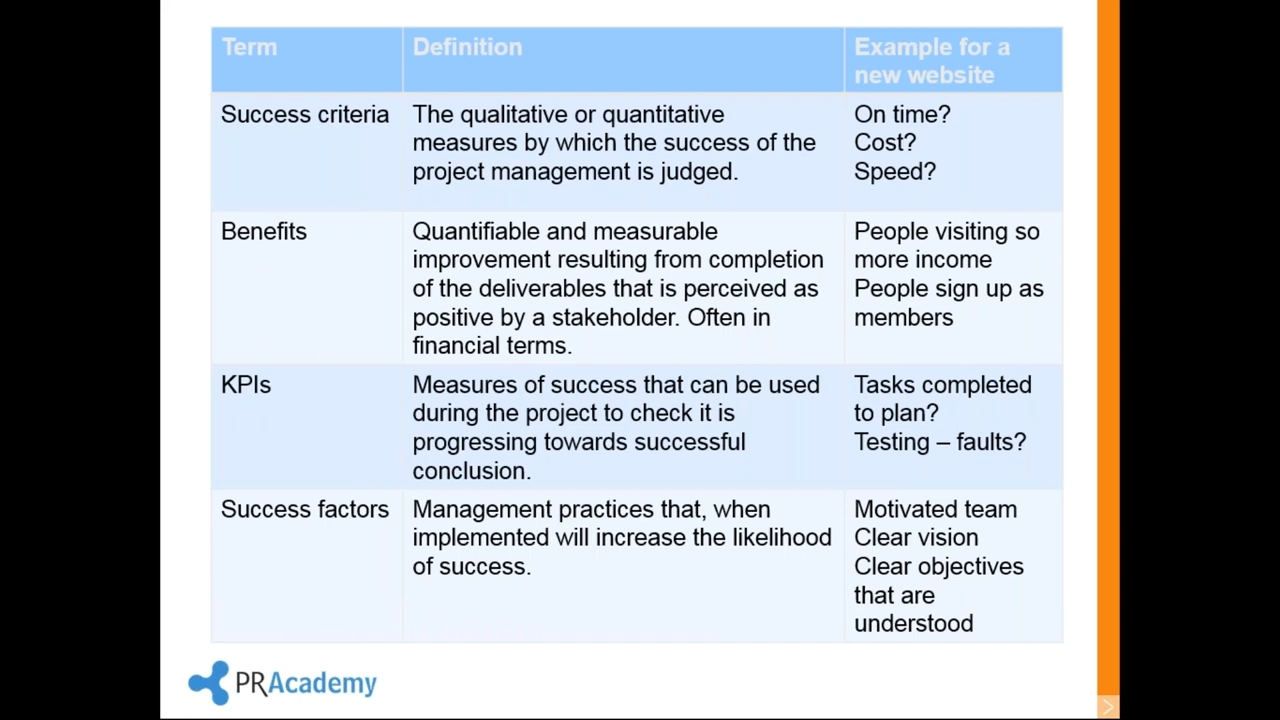 Term
Definition
Example for a
new website
Success criteria
The qualitative or quantitative
measures by which the success of the
project management is judged.
On time?
Cost?
Speed?
Benefits
Quantifiable and measurable
improvement resulting from completion
of the deliverables that is perceived as
positive by a stakeholder. Often in
financial terms.
People visiting so
more income
People sign up as
members
KPIs
Measures of success that can be used
during the project to check it is
progressing towards successful
conclusion.
Tasks completed
to plan?
Testing – faults?
Success factors
Management practices that, when
implemented will increase the likelihood
of success.
Motivated team
Clear vision
Clear objectives
that are
understood
PRAcademy